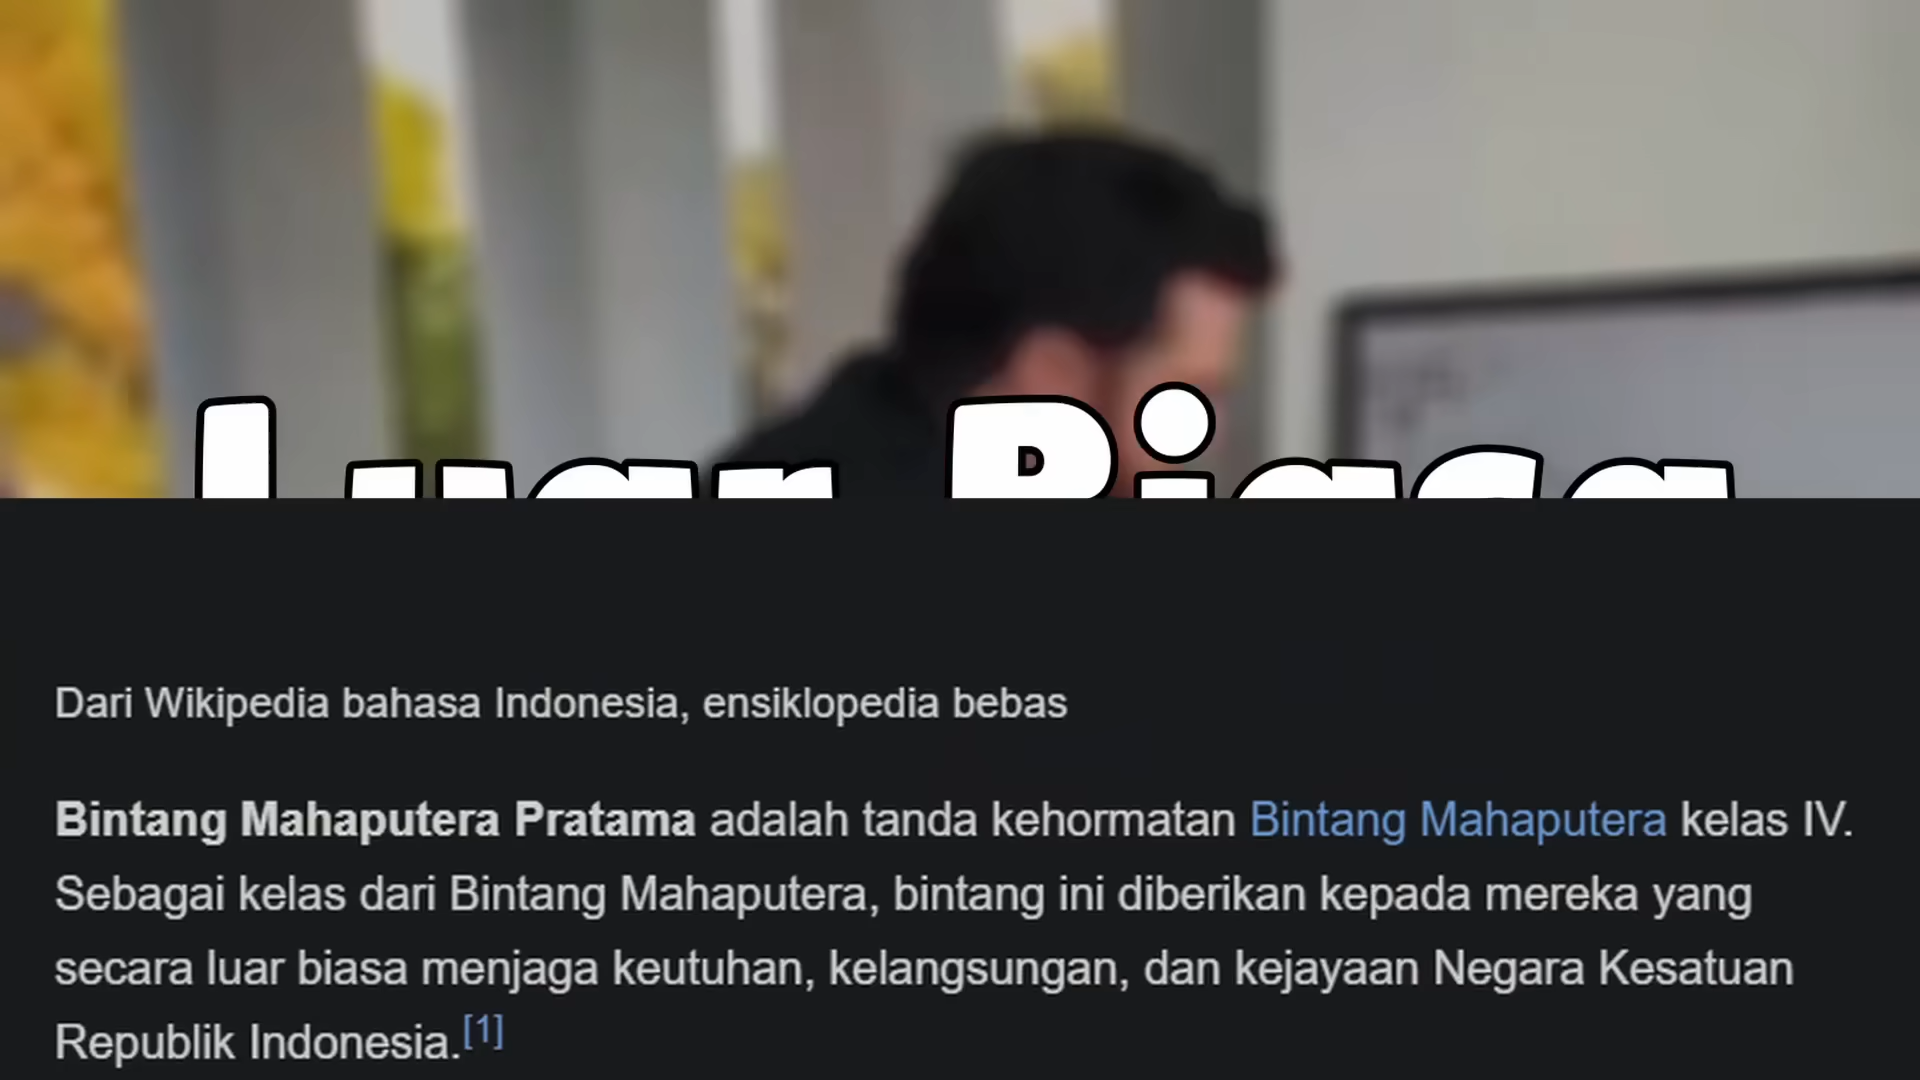 Luar Biasa
Dari Wikipedia bahasa Indonesia, ensiklopedia bebas
Bintang Mahaputera Pratama adalah tanda kehormatan Bintang Mahaputera kelas IV.
Sebagai kelas dari Bintang Mahaputera, bintang ini diberikan kepada mereka yang
secara luar biasa menjaga keutuhan, kelangsungan, dan kejayaan Negara Kesatuan
Republik Indonesia.[1]